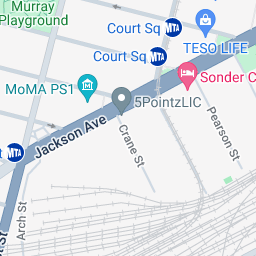 Murray
Playground
Court Sq
TESO LIFE
Court Sq
Sonder C
MoMA PS1
5PointzLIC
Jackson Ave
Crane St
Pearson St
t
Arch St
St